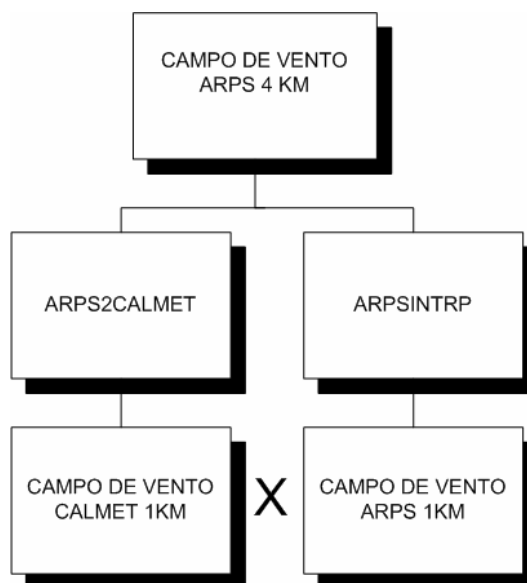 CAMPO DE VENTO
ARPS 4 KM
ARPS2CALMET
ARPSINTRP
CAMPO DE VENTO
CALMET 1KM
X
CAMPO DE VENTO
ARPS 1KM